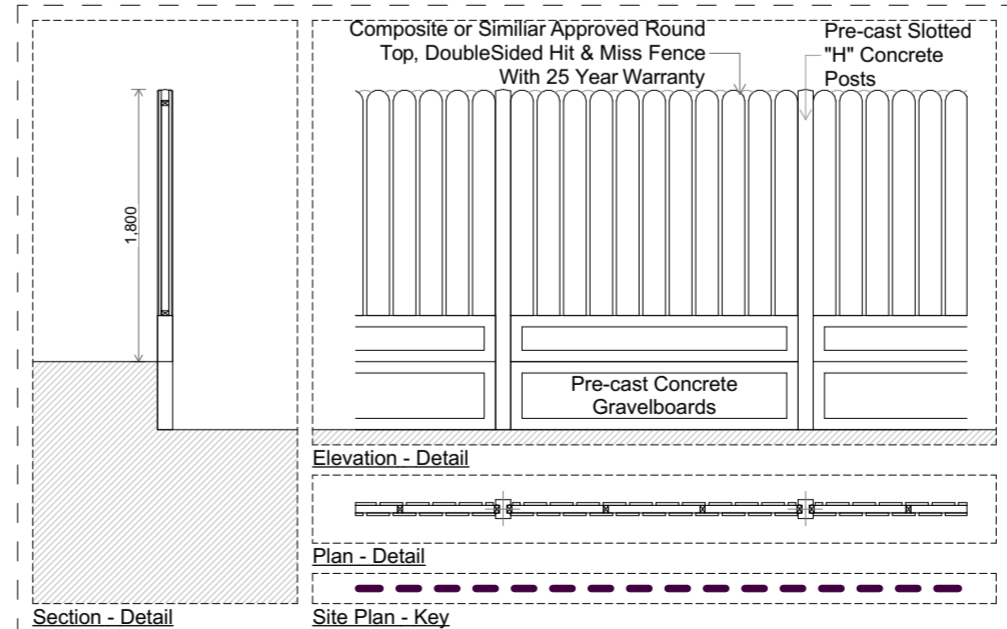 Composite or Similiar Approved Round
Top, DoubleSided Hit & Miss Fence
With 25 Year Warranty
Pre-cast Slotted
"H" Concrete
Posts
1,800
Pre-cast Concrete
Gravelboards
Elevation - Detail
Plan - Detail
Section - Detail
Site Plan - Key